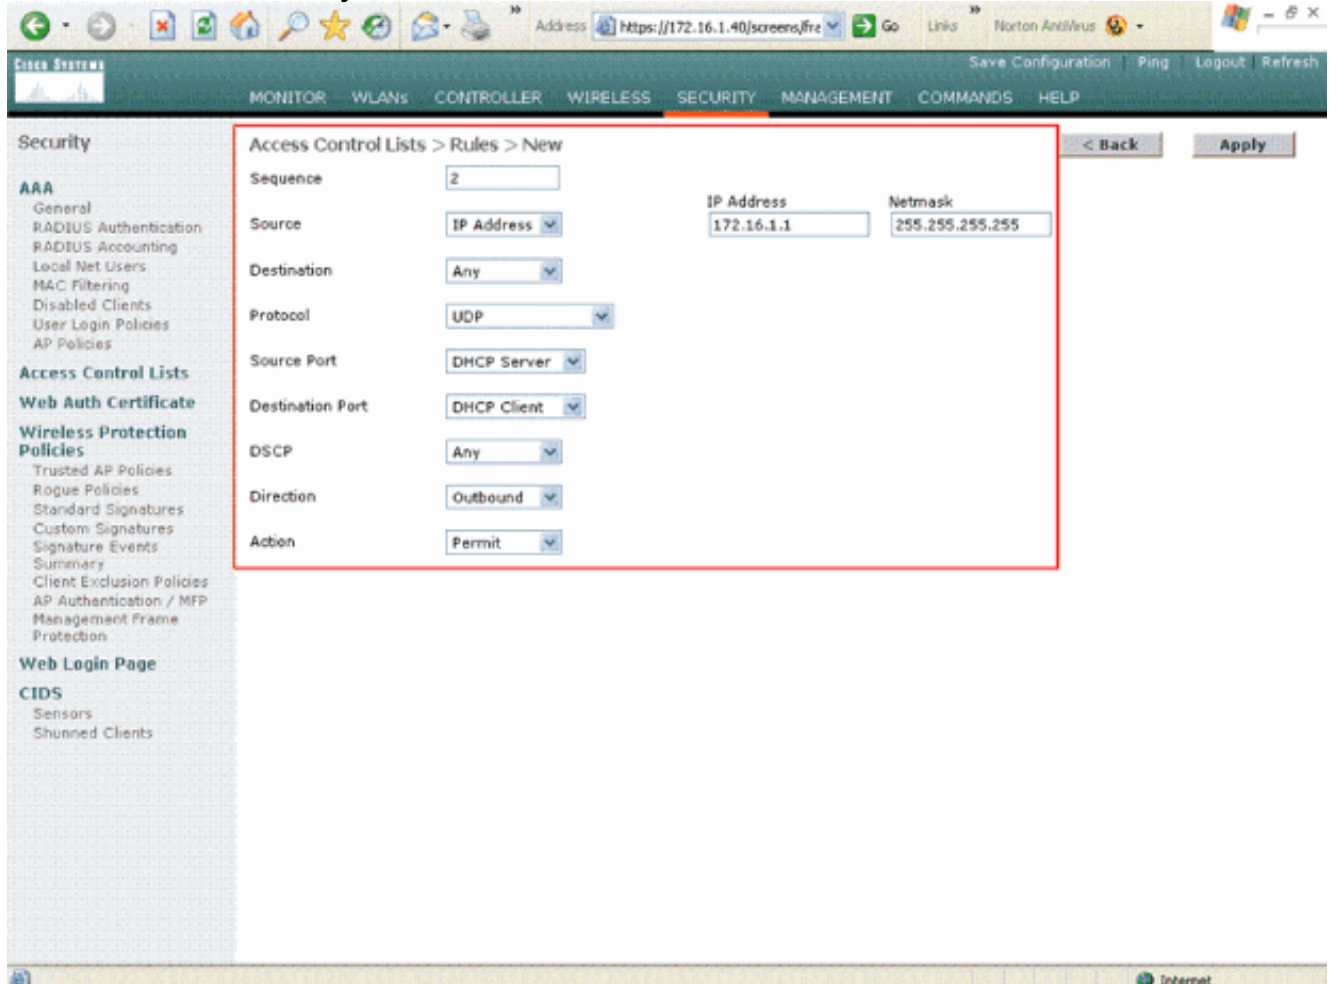 Address https://172.16.1.40/screens/fra Go Links Norton AntiVirus
CISCO SYSTEMS
Save Configuration Ping Logout Refresh
MONITOR WLANs CONTROLLER WIRELESS SECURITY MANAGEMENT COMMANDS HELP
Security
AAA
General
RADIUS Authentication
RADIUS Accounting
Local Net Users
MAC Filtering
Disabled Clients
User Login Policies
AP Policies
Access Control Lists
Web Auth Certificate
Wireless Protection
Policies
Trusted AP Policies
Rogue Policies
Standard Signatures
Custom Signatures
Signature Events
Summary
Client Exclusion Policies
AP Authentication / MFP
Management Frame
Protection
Web Login Page
CIDS
Sensors
Shunned Clients
Access Control Lists > Rules > New
< Back Apply
Sequence 2
IP Address Netmask
Source IP Address 172.16.1.1 255.255.255.255
Destination Any
Protocol UDP
Source Port DHCP Server
Destination Port DHCP Client
DSCP Any
Direction Outbound
Action Permit
Internet